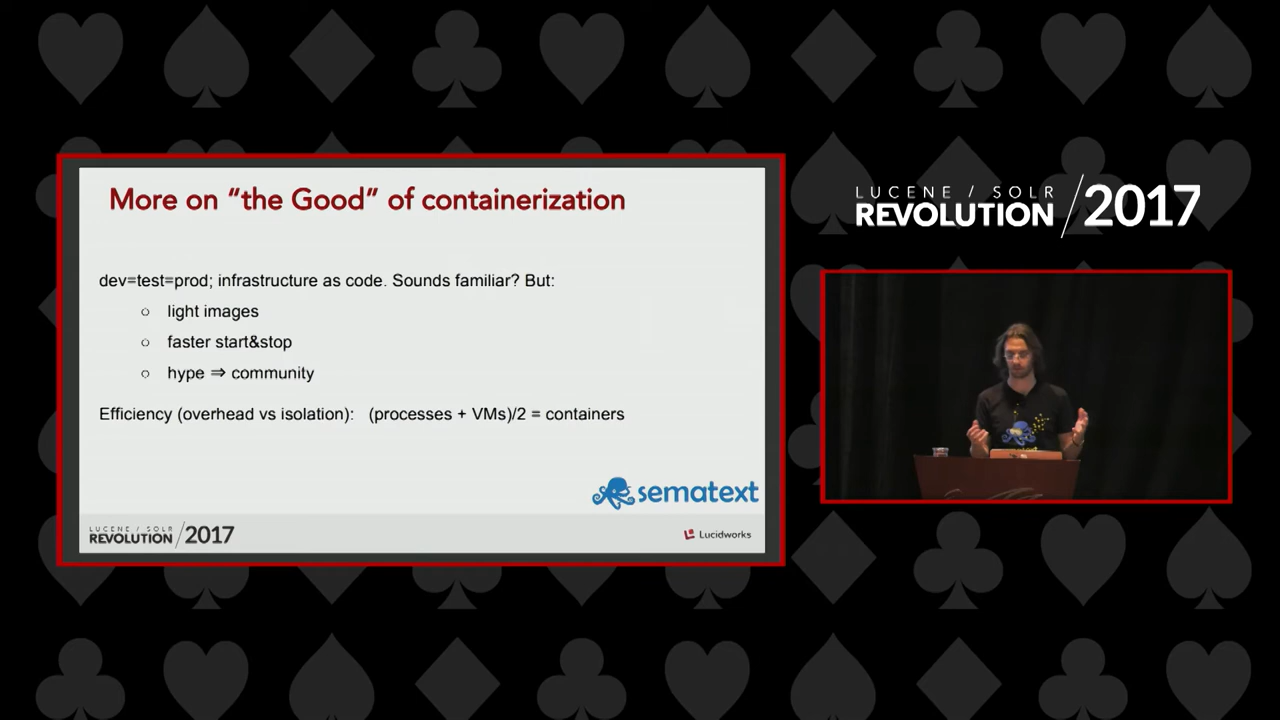 More on “the Good” of containerization
dev=test=prod; infrastructure as code. Sounds familiar? But:
○ light images
○ faster start&stop
○ hype ⇒ community
Efficiency (overhead vs isolation): (processes + VMs)/2 = containers
sematext
LUCENE / SOLR
REVOLUTION / 2017
Lucidworks
LUCENE / SOLR
REVOLUTION / 2017